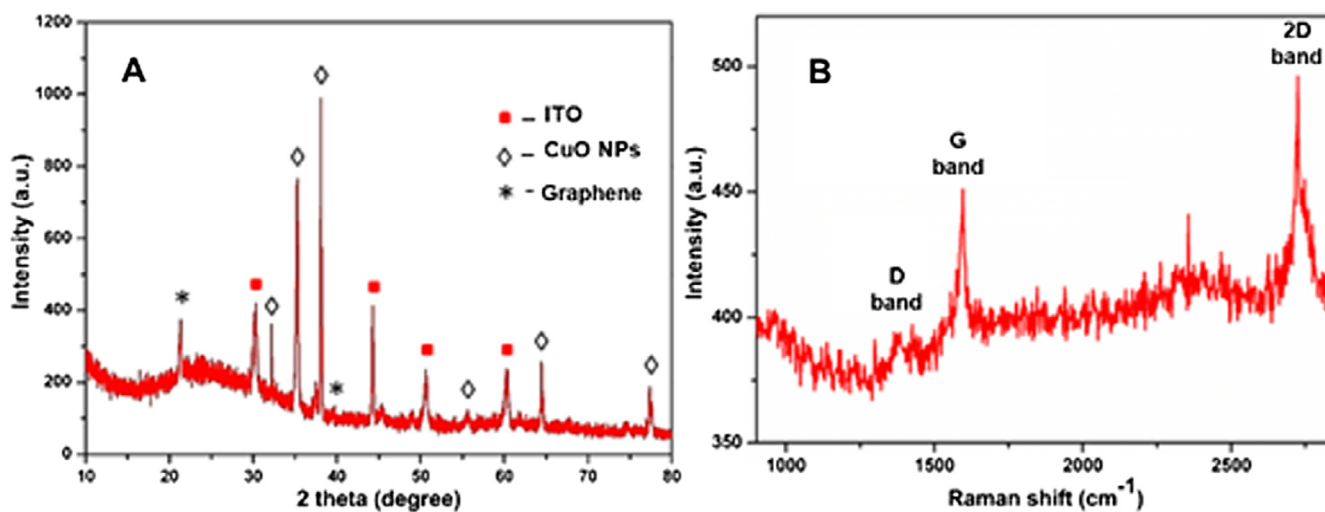 1200
1000
800
600
400
200
0
Intensity (a.u.)
A
– ITO
– CuO NPs
- Graphene
10 20 30 40 50 60 70 80
2 theta (degree)
500
450
400
350
Intensity (a.u.)
B
D
band
G
band
2D
band
1000 1500 2000 2500
Raman shift (cm⁻¹)